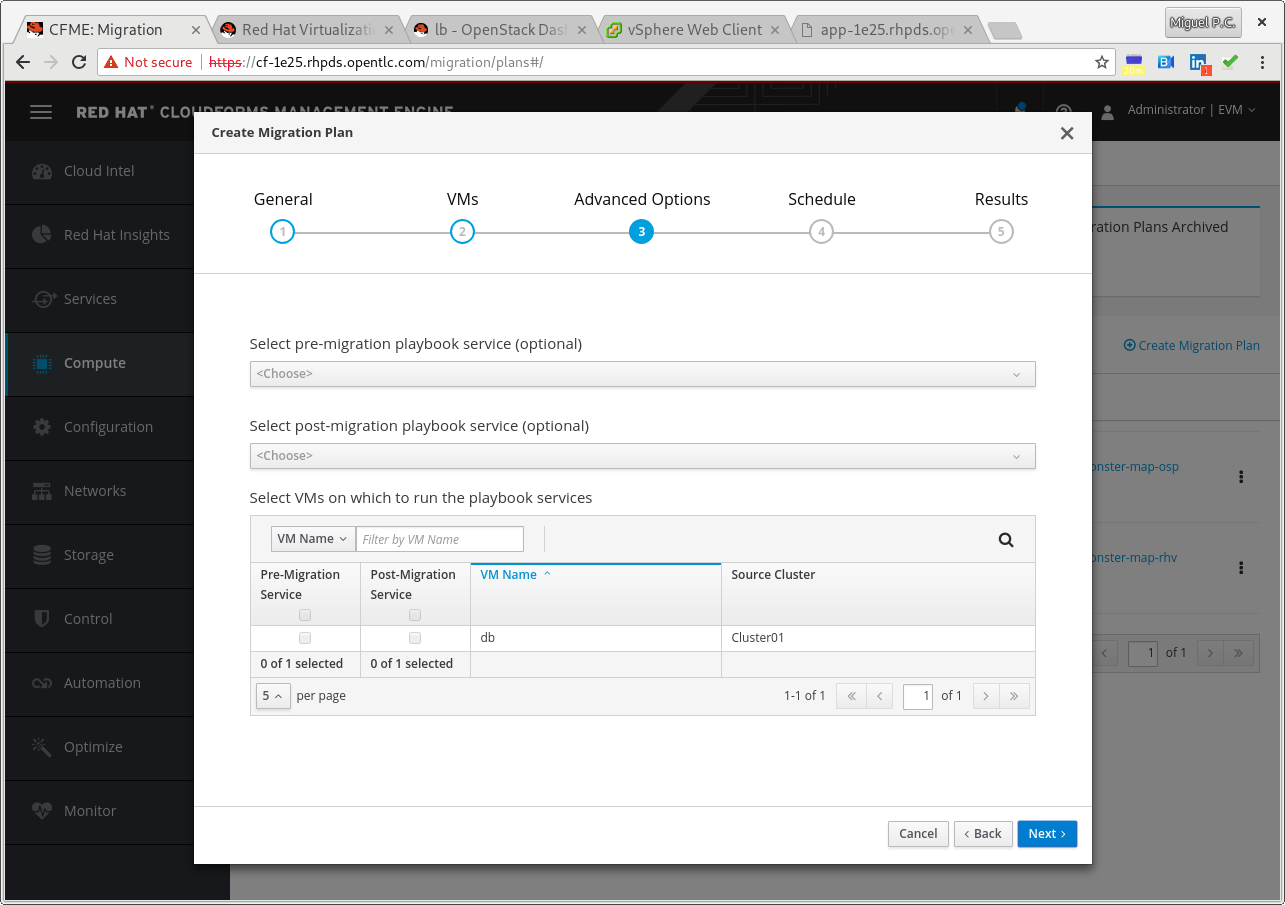 CFME: Migration
Red Hat Virtualizati
lb - OpenStack Das
vSphere Web Client
app-1e25.rhpds.op
Miguel P.C.
Not secure
https://cf-1e25.rhpds.opentlc.com/migration/plans#/
RED HAT® CLOUDFORMS MANAGEMENT ENGINE
Administrator | EVM
Cloud Intel
Red Hat Insights
Services
Compute
Configuration
Networks
Storage
Control
Automation
Optimize
Monitor
Create Migration Plan
General
VMs
Advanced Options
Schedule
Results
1
2
3
4
5
Select pre-migration playbook service (optional)
<Choose>
Select post-migration playbook service (optional)
<Choose>
Select VMs on which to run the playbook services
VM Name
Filter by VM Name
Pre-Migration Service
Post-Migration Service
VM Name
Source Cluster
db
Cluster01
0 of 1 selected
0 of 1 selected
5 per page
1-1 of 1
1 of 1
Cancel
‹ Back
Next ›
ration Plans Archived
Create Migration Plan
onster-map-osp
onster-map-rhv
1 of 1